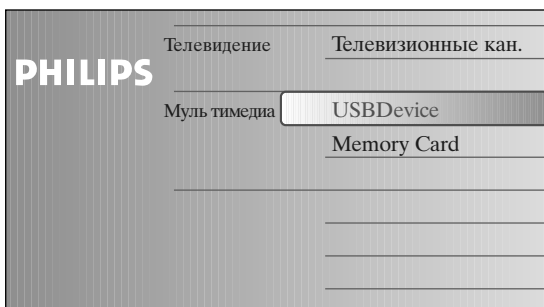 PHILIPS
Телевидение Телевизионные кан.
Муль тимедиа USBDevice
Memory Card